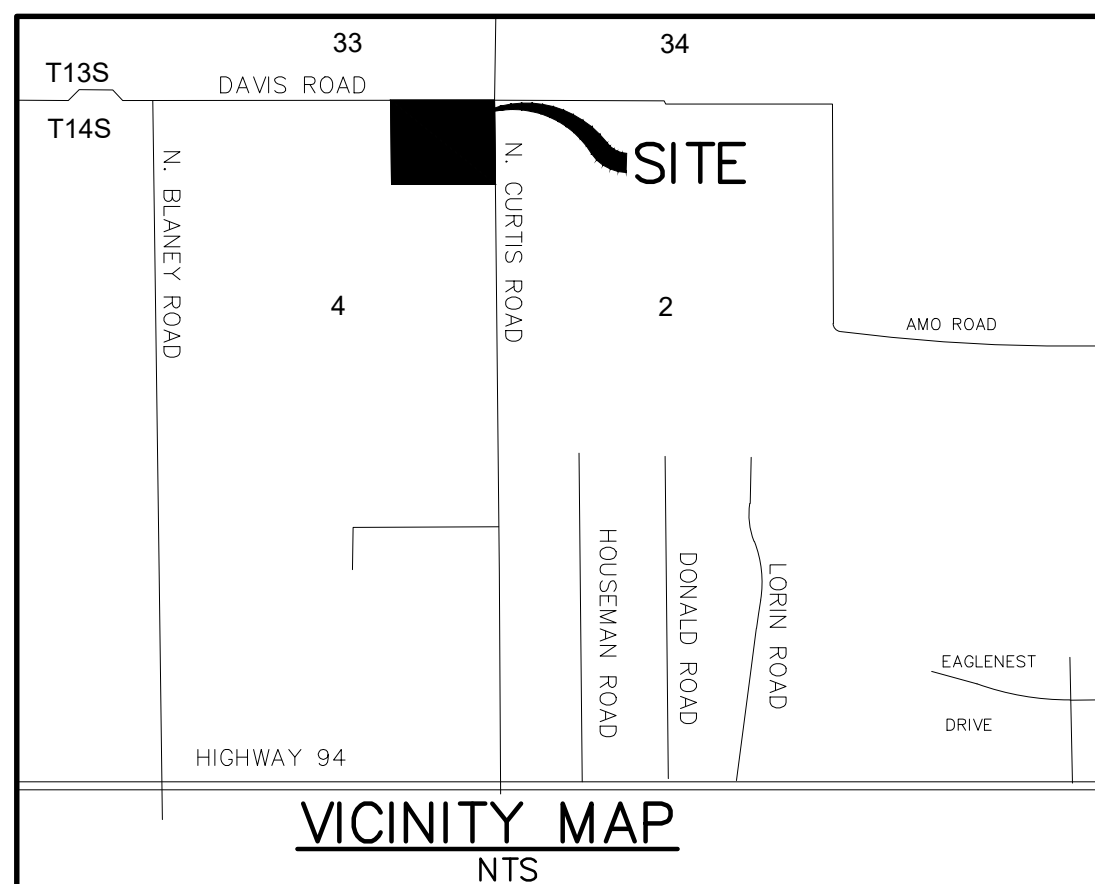 33
34
T13S
DAVIS ROAD
T14S
SITE
N. BLANEY ROAD
N. CURTIS ROAD
4
2
AMO ROAD
HOUSEMAN ROAD
DONALD ROAD
LORIN ROAD
EAGLENEST
DRIVE
HIGHWAY 94
VICINITY MAP
NTS